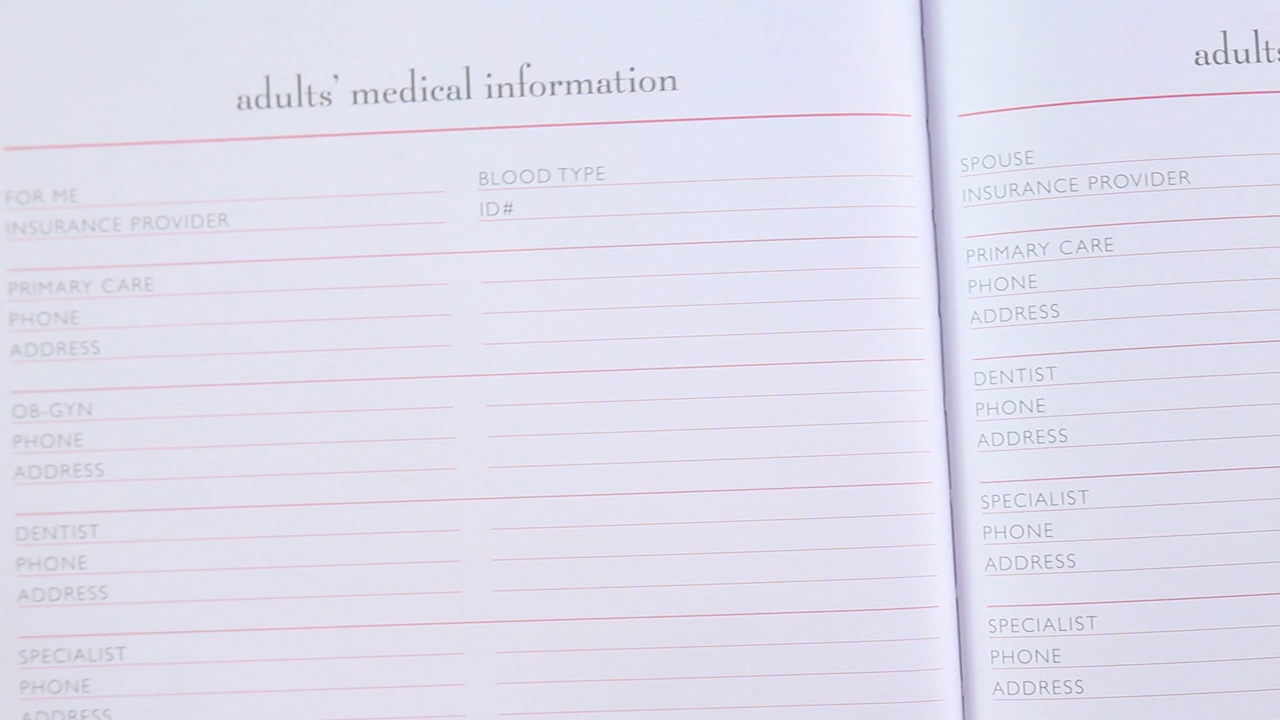 adults' medical information
FOR ME
BLOOD TYPE
INSURANCE PROVIDER
ID#
PRIMARY CARE
PHONE
ADDRESS
OB-GYN
PHONE
ADDRESS
DENTIST
PHONE
ADDRESS
SPECIALIST
PHONE
ADDRESS
adults
SPOUSE
INSURANCE PROVIDER
PRIMARY CARE
PHONE
ADDRESS
DENTIST
PHONE
ADDRESS
SPECIALIST
PHONE
ADDRESS
SPECIALIST
PHONE
ADDRESS